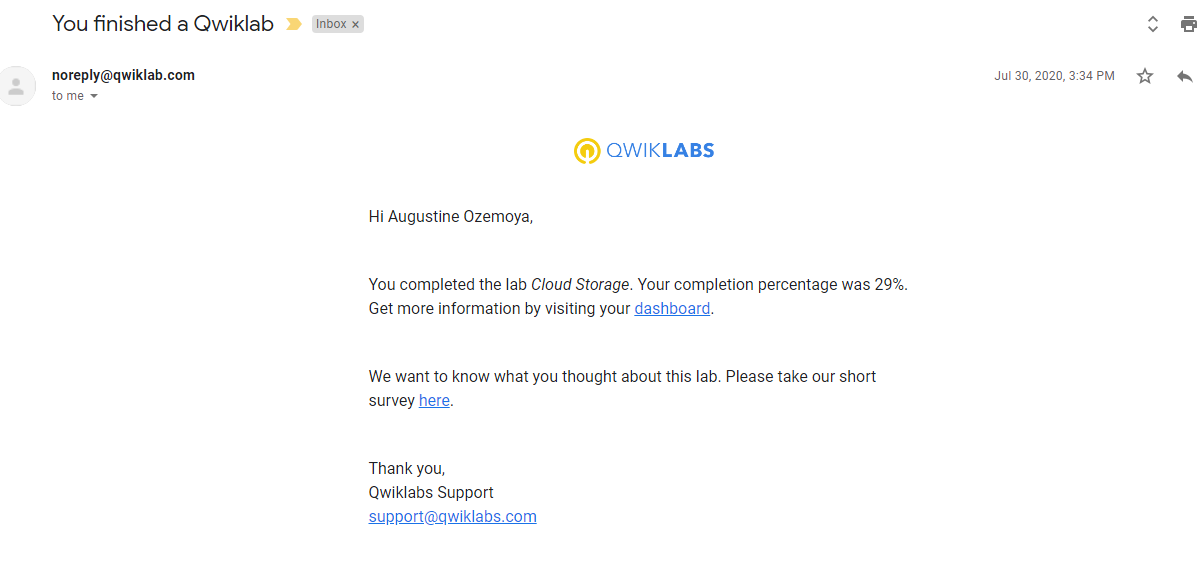 You finished a Qwiklab
Inbox x
noreply@qwiklab.com
Jul 30, 2020, 3:34 PM
to me
QWIKLABS
Hi Augustine Ozemoya,
You completed the lab Cloud Storage. Your completion percentage was 29%.
Get more information by visiting your dashboard.
We want to know what you thought about this lab. Please take our short
survey here.
Thank you,
Qwiklabs Support
support@qwiklabs.com